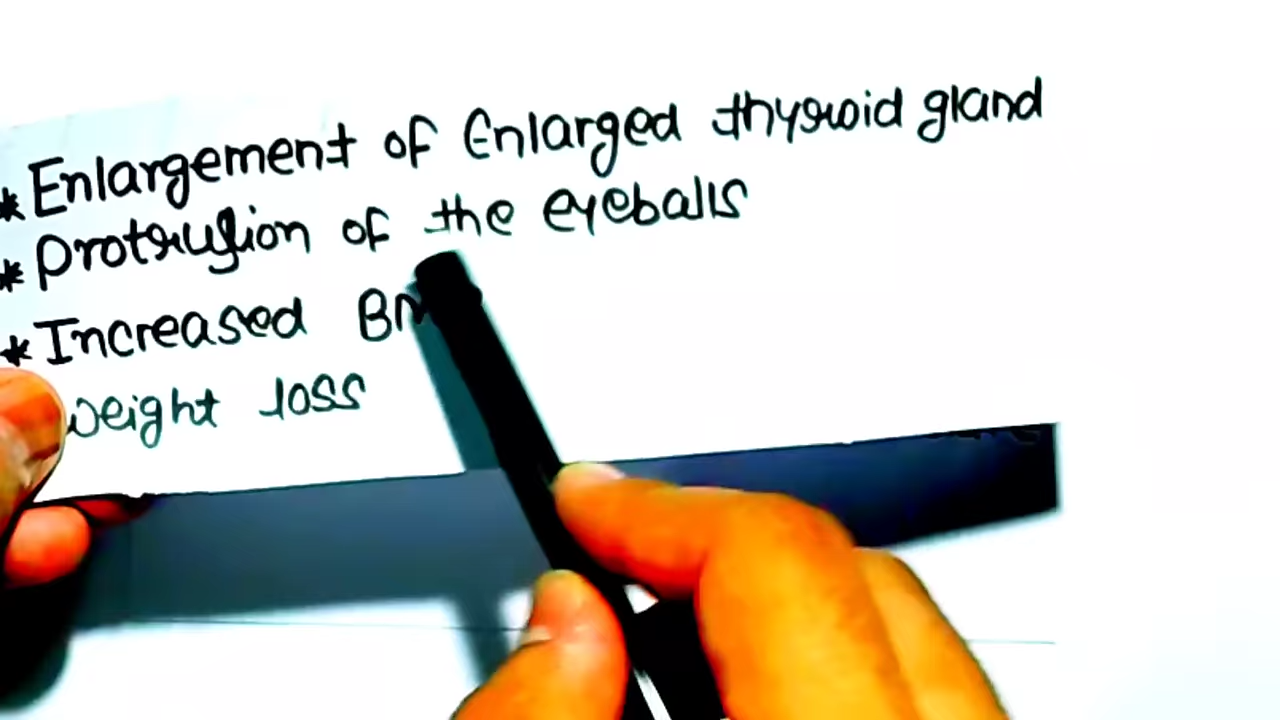 * Enlargement of Enlarged thyroid gland
* Protrusion of the eyeballs
* Increased
weight loss